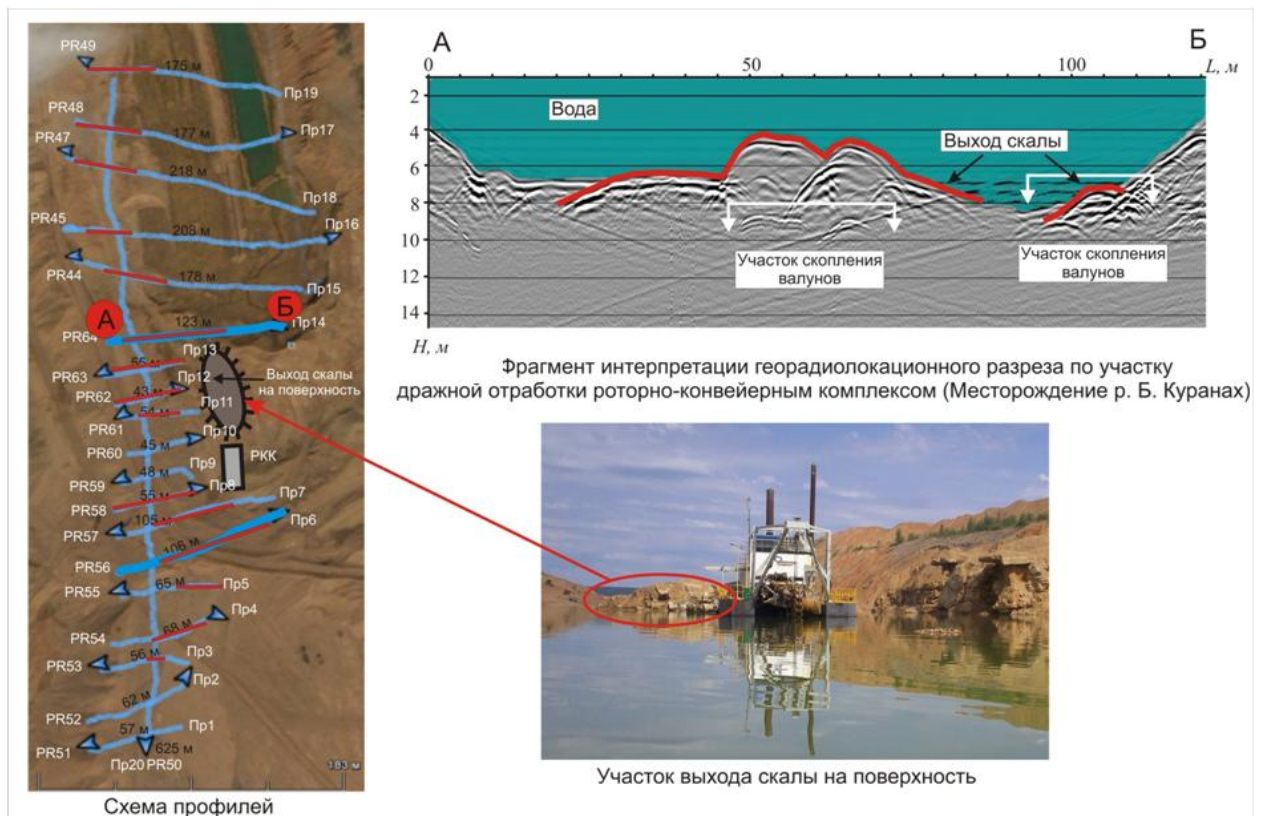 PR49
175 м
Пр19
PR48
177 м
Пр17
PR47
218 м
Пр18
PR45
208 м
Пр16
PR44
178 м
Пр15
А
Б
123 м
Пр14
PR64
Пр13
55 м
PR63
Пр12
Выход скалы
на поверхность
43 м
PR62
Пр11
54 м
PR61
Пр10
45 м
PR60
Пр9
РКК
48 м
PR59
Пр8
55 м
PR58
Пр7
105 м
PR57
Пр6
106 м
PR56
65 м
Пр5
PR55
Пр4
68 м
PR54
56 м
Пр3
PR53
Пр2
62 м
PR52
57 м
Пр1
PR51
625 м
Пр20 PR50
183 м
Схема профилей
А
Б
0
50
100
L, м
2
4
6
8
10
12
14
H, м
Вода
Выход скалы
Участок скопления
валунов
Участок скопления
валунов
Фрагмент интерпретации георадиолокационного разреза по участку
дражной отработки роторно-конвейерным комплексом (Месторождение р. Б. Куранах)
Участок выхода скалы на поверхность